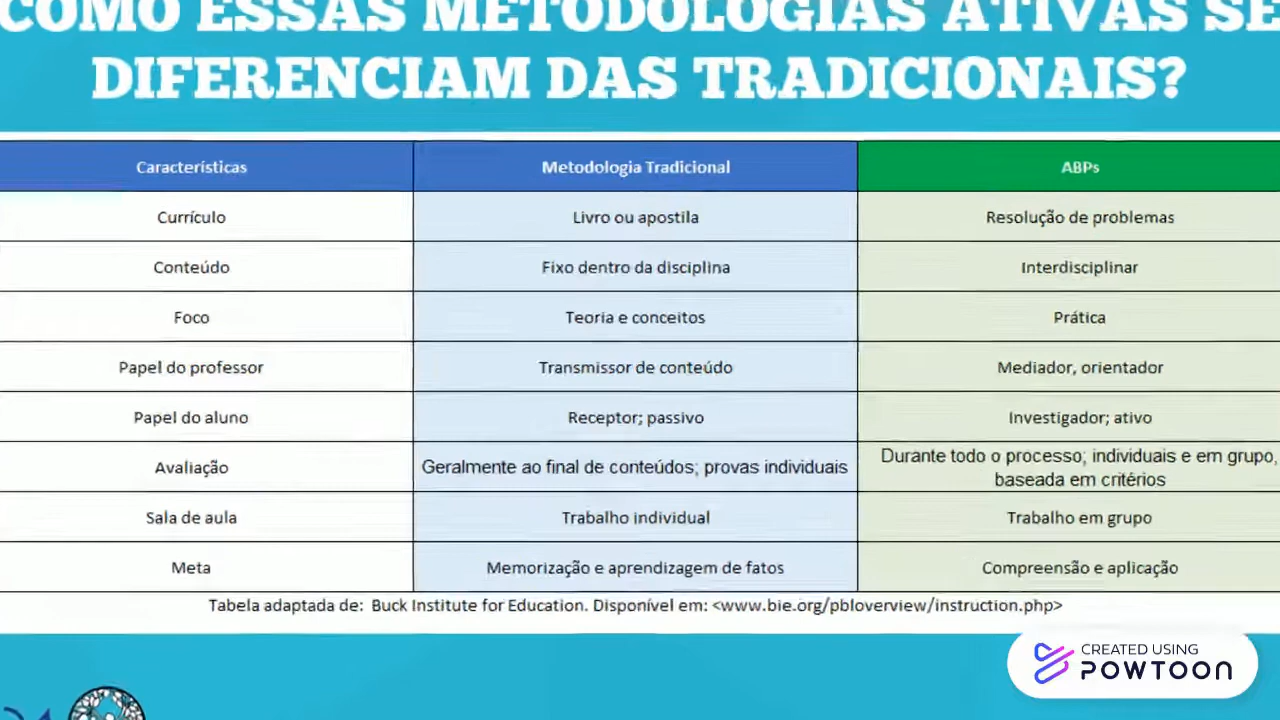 COMO ESSAS METODOLOGIAS ATIVAS SE
DIFERENCIAM DAS TRADICIONAIS?
Características Metodologia Tradicional ABPs
Currículo Livro ou apostila Resolução de problemas
Conteúdo Fixo dentro da disciplina Interdisciplinar
Foco Teoria e conceitos Prática
Papel do professor Transmissor de conteúdo Mediador, orientador
Papel do aluno Receptor; passivo Investigador; ativo
Avaliação Geralmente ao final de conteúdos; provas individuais Durante todo o processo; individuais e em grupo,
baseada em critérios
Sala de aula Trabalho individual Trabalho em grupo
Meta Memorização e aprendizagem de fatos Compreensão e aplicação
Tabela adaptada de: Buck Institute for Education. Disponível em: <www.bie.org/pbloverview/instruction.php>
CREATED USING
POWTOON